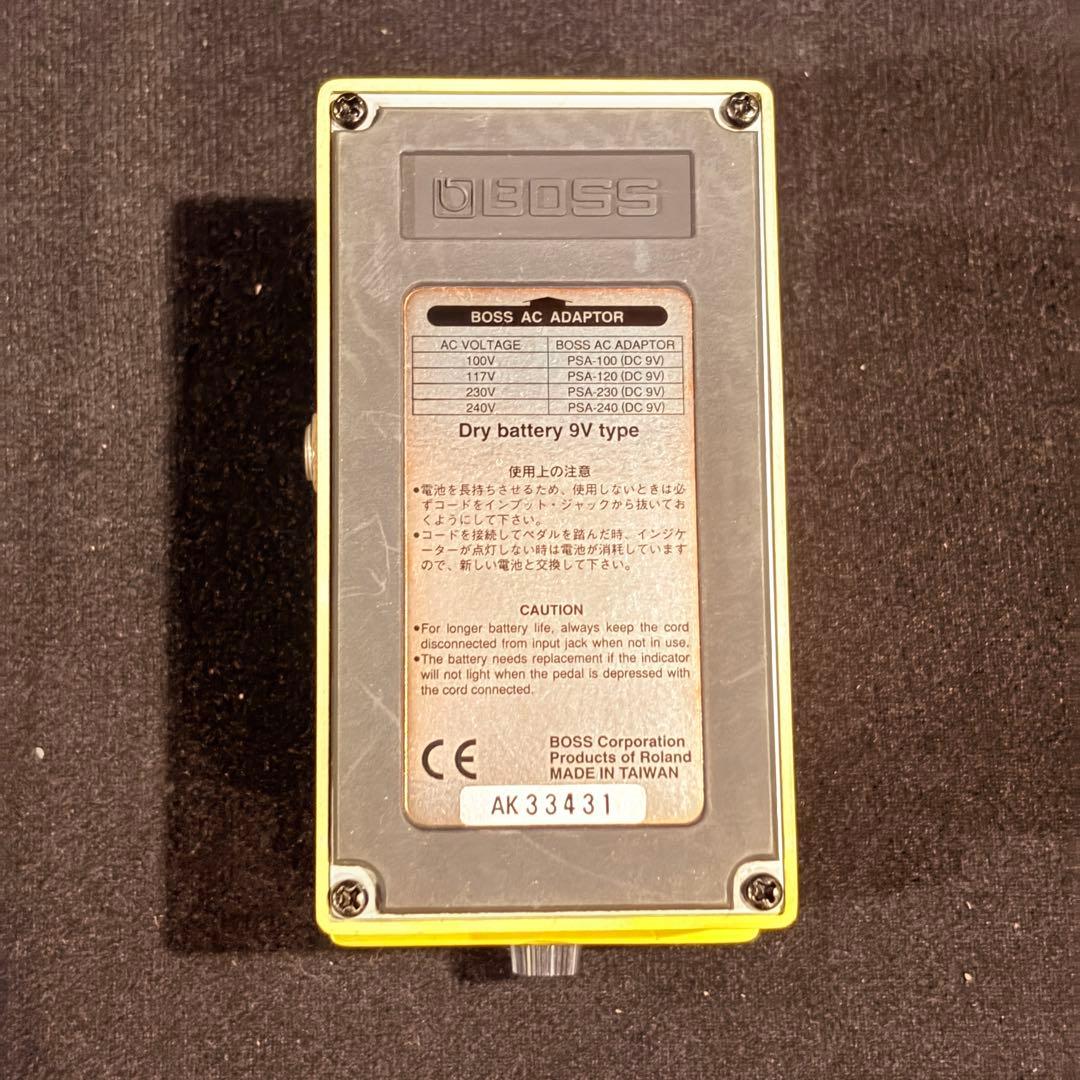 BOSS
BOSS AC ADAPTOR
AC VOLTAGE BOSS AC ADAPTOR
100V PSA-100 (DC 9V)
117V PSA-120 (DC 9V)
230V PSA-230 (DC 9V)
240V PSA-240 (DC 9V)
Dry battery 9V type
使用上の注意
●電池を長持ちさせるため、使用しないときは必
ずコードをインプット・ジャックから抜いてお
くようにして下さい。
●コードを接続してペダルを踏んだ時、インジケ
ーターが点灯しない時は電池が消耗しています
ので、新しい電池と交換して下さい。
CAUTION
●For longer battery life, always keep the cord
disconnected from input jack when not in use.
●The battery needs replacement if the indicator
will not light when the pedal is depressed with
the cord connected.
CE
BOSS Corporation
Products of Roland
MADE IN TAIWAN
AK33431